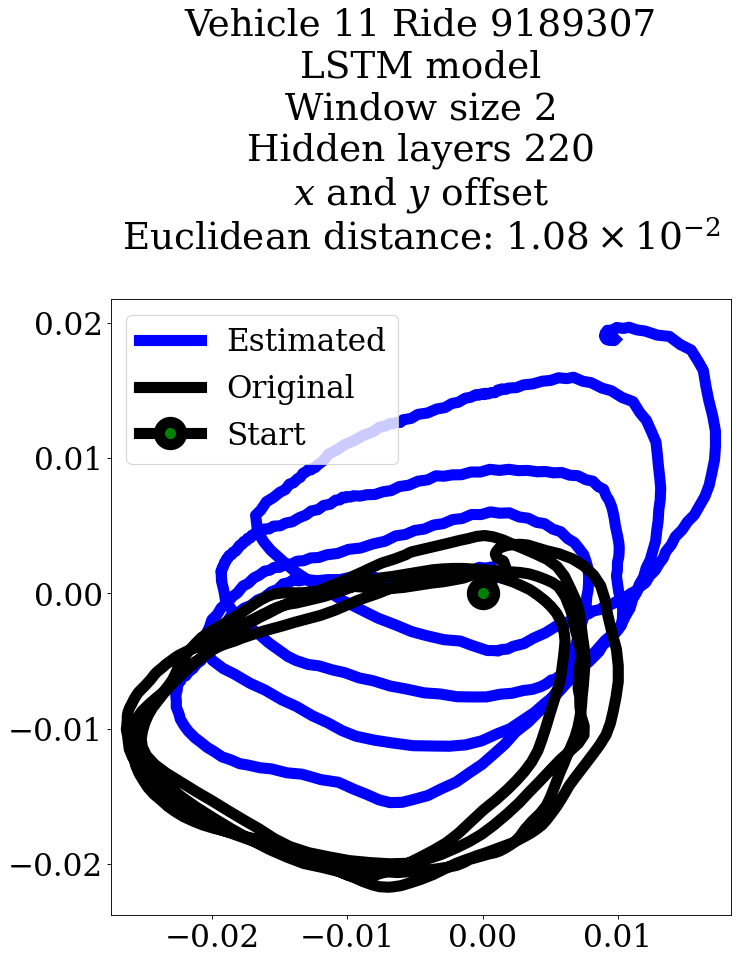 Vehicle 11 Ride 9189307
LSTM model
Window size 2
Hidden layers 220
x and y offset
Euclidean distance: 1.08 × 10⁻²
Estimated
Original
Start
0.02
0.01
0.00
−0.01
−0.02
−0.02 −0.01 0.00 0.01